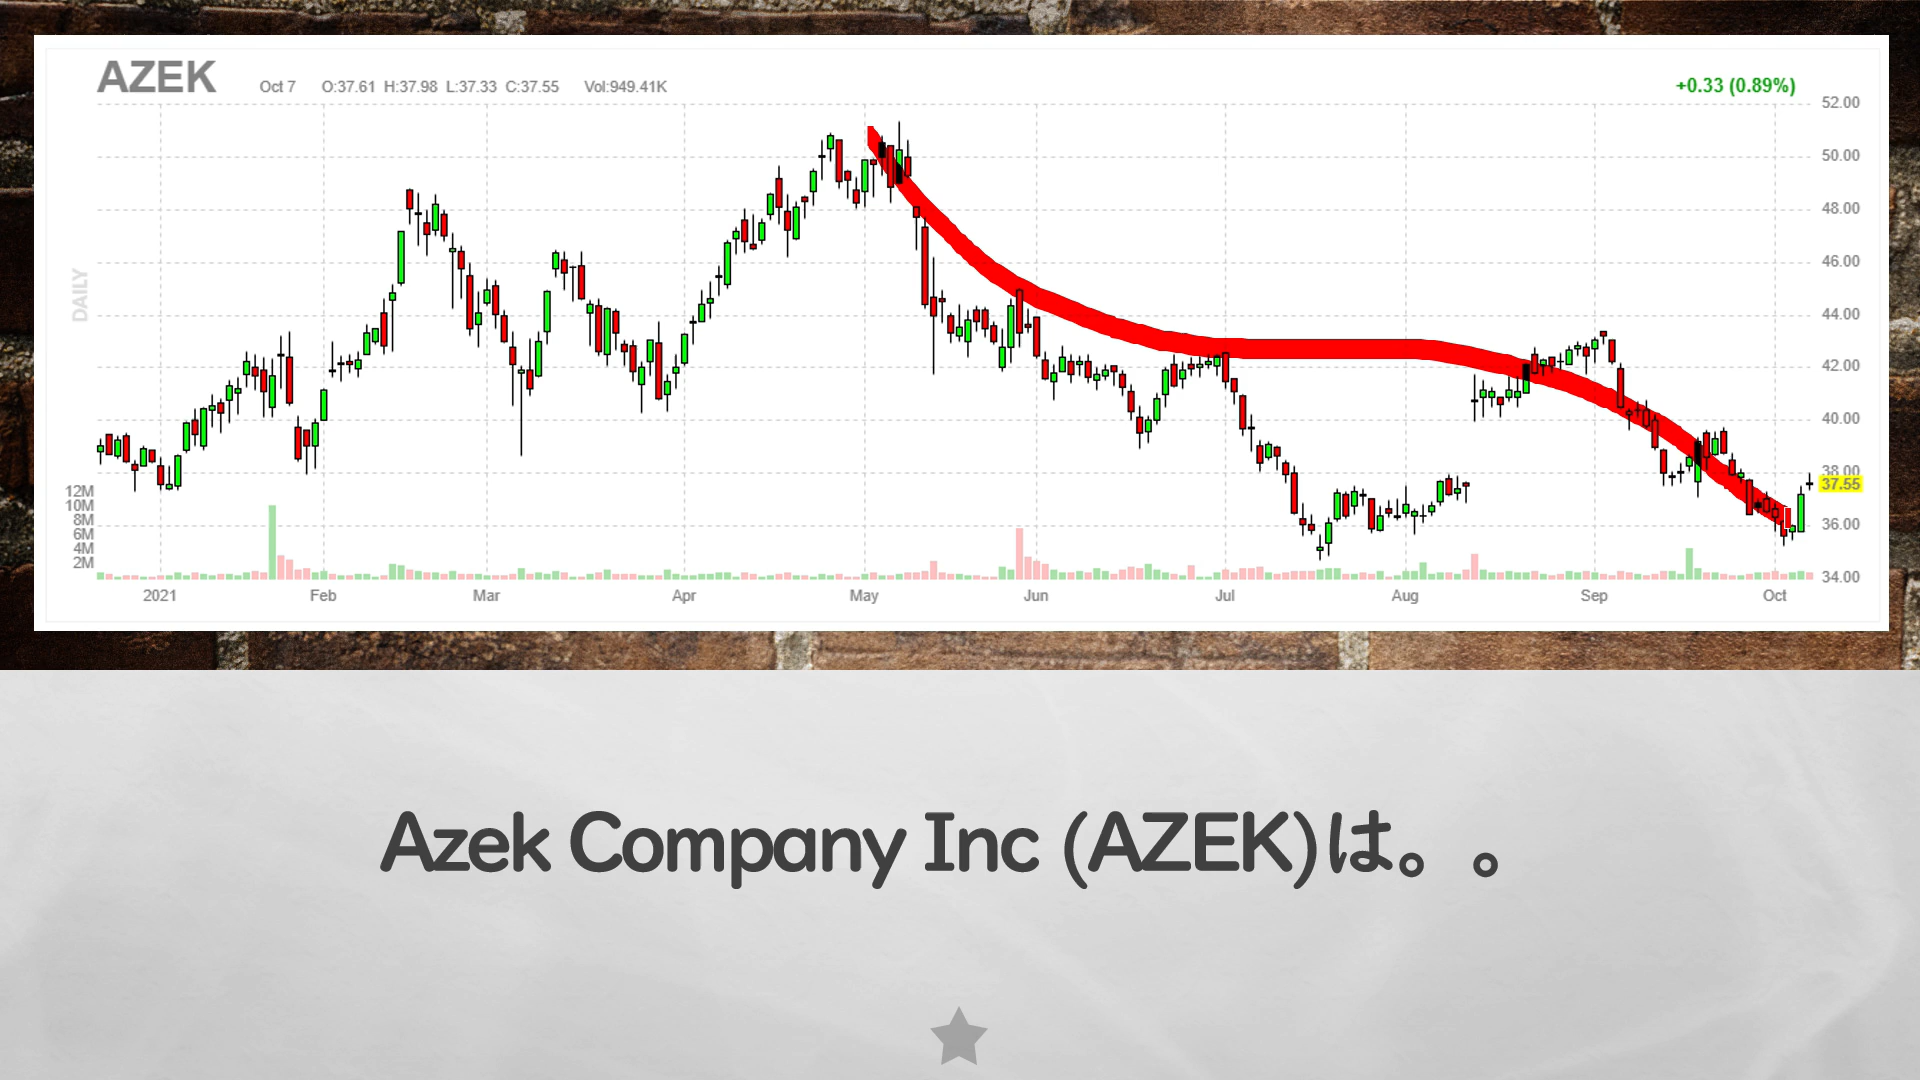 AZEK Oct 7 O:37.61 H:37.98 L:37.33 C:37.55 Vol:949.41K +0.33 (0.89%)
52.00
50.00
48.00
46.00
DAILY
44.00
42.00
40.00
38.00
37.55
12M
10M
8M
36.00
6M
4M
2M
34.00
2021 Feb Mar Apr May Jun Jul Aug Sep Oct
Azek Company Inc (AZEK)は。。